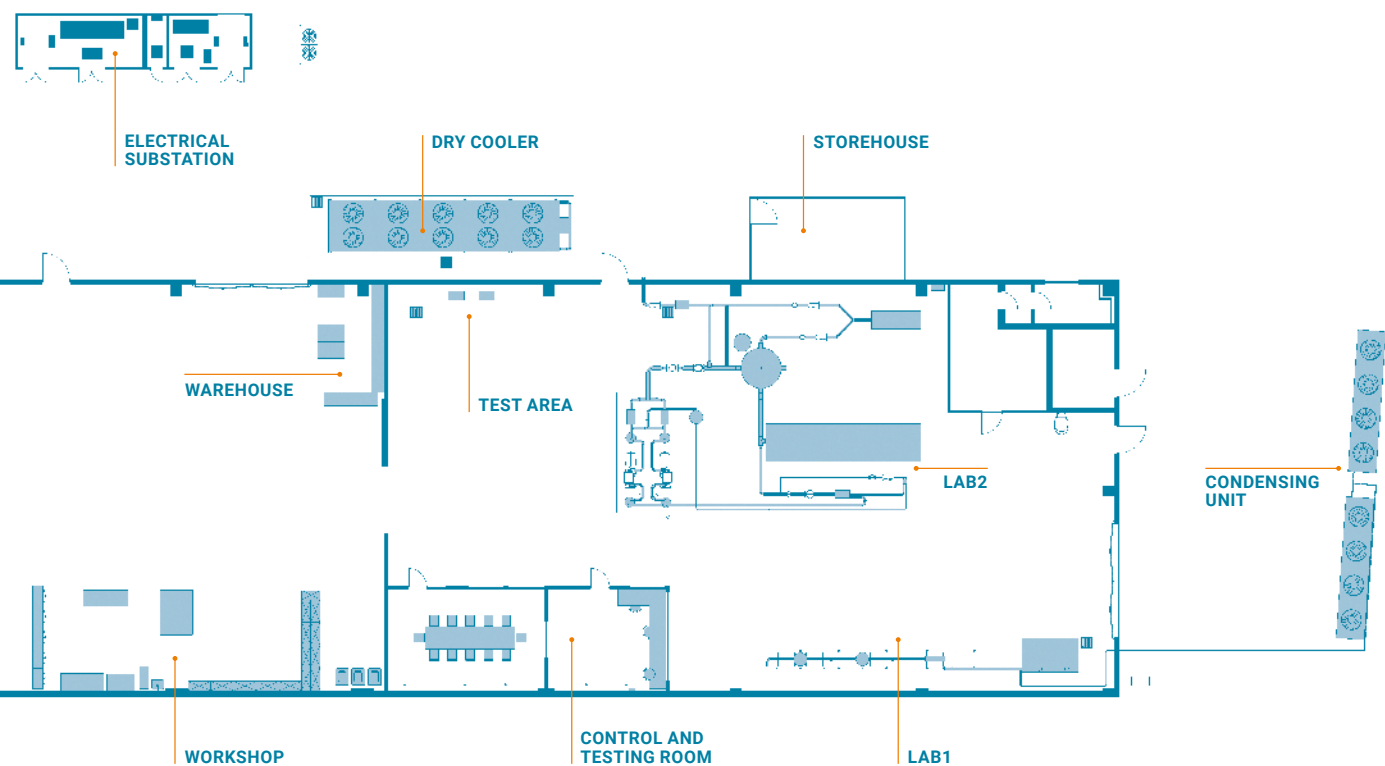 ELECTRICAL
SUBSTATION
DRY COOLER
STOREHOUSE
WAREHOUSE
TEST AREA
LAB2
CONDENSING
UNIT
WORKSHOP
CONTROL AND
TESTING ROOM
LAB1